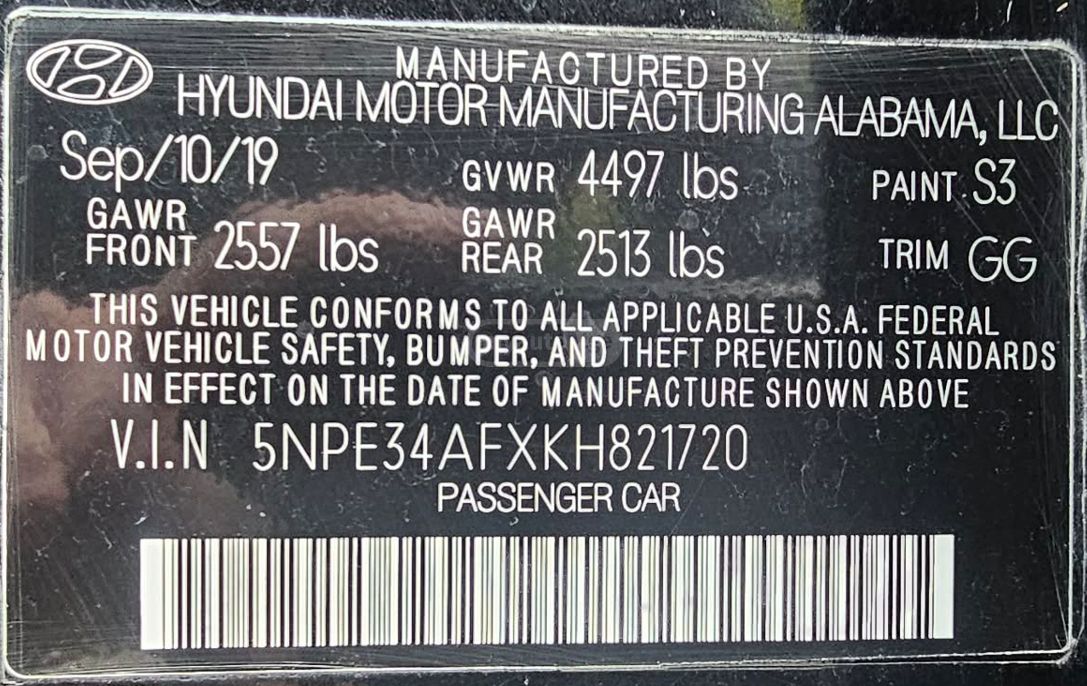 MANUFACTURED BY
HYUNDAI MOTOR MANUFACTURING ALABAMA, LLC
Sep/10/19 GVWR 4497 lbs PAINT S3
GAWR FRONT 2557 lbs GAWR REAR 2513 lbs TRIM GG
THIS VEHICLE CONFORMS TO ALL APPLICABLE U.S.A. FEDERAL
MOTOR VEHICLE SAFETY, BUMPER, AND THEFT PREVENTION STANDARDS
IN EFFECT ON THE DATE OF MANUFACTURE SHOWN ABOVE
V.I.N 5NPE34AFXKH821720
PASSENGER CAR